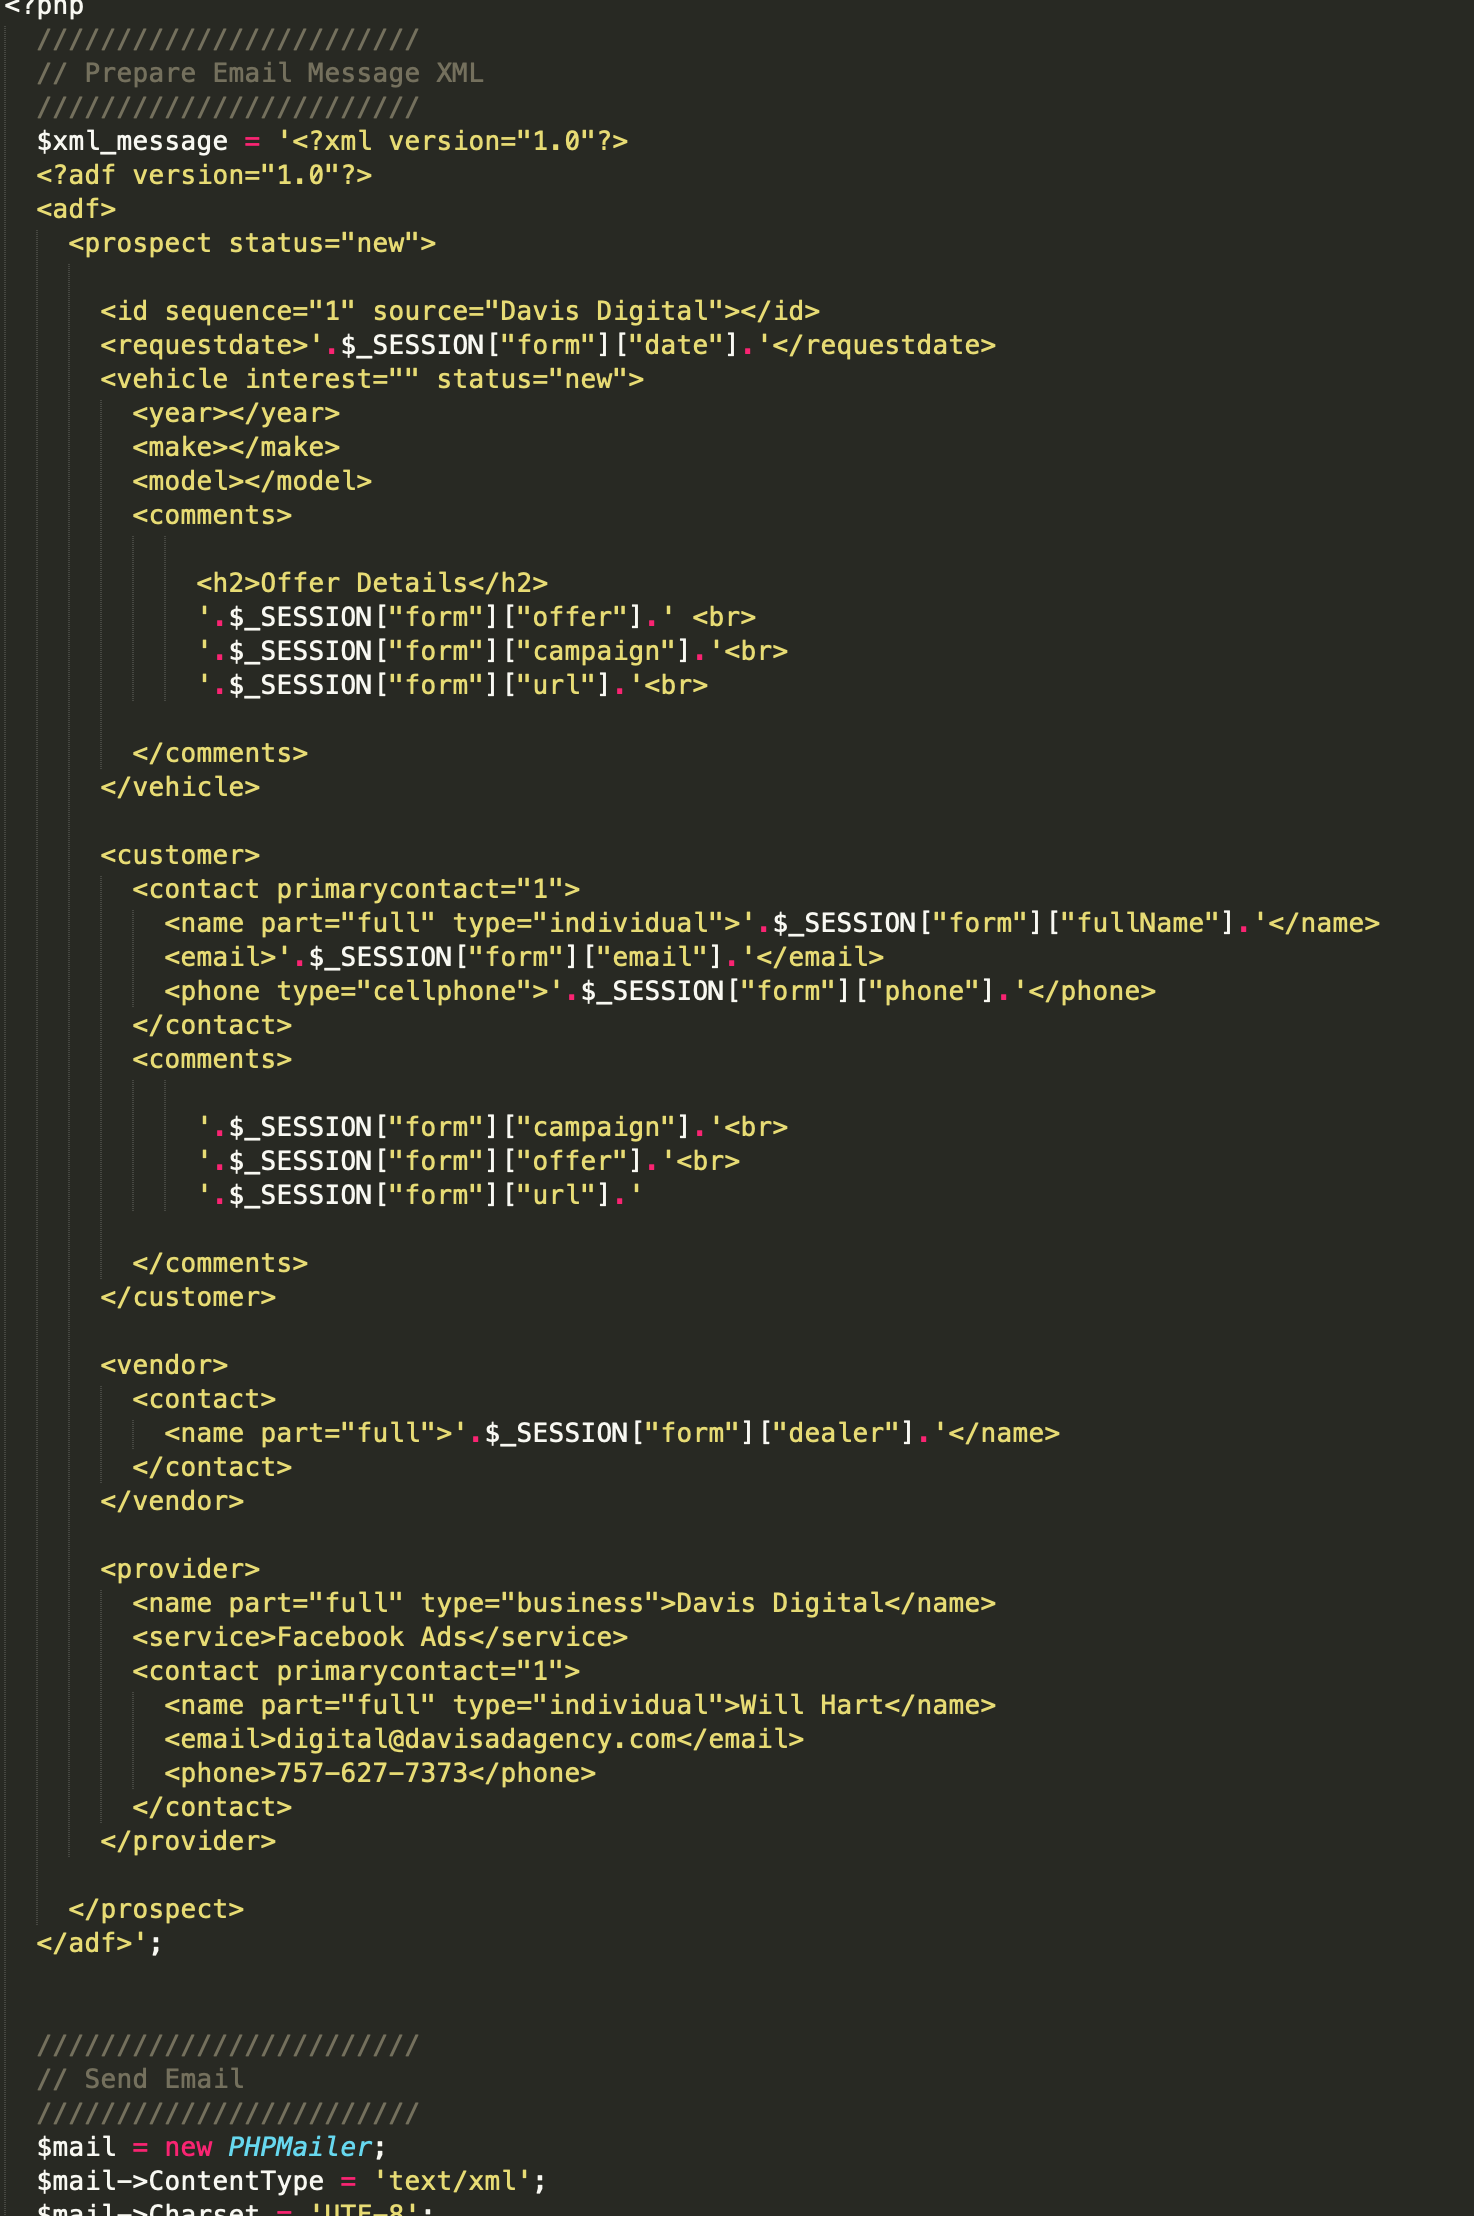 <?php
////////////////////////
// Prepare Email Message XML
////////////////////////
$xml_message = '<?xml version="1.0"?>
<?adf version="1.0"?>
<adf>
<prospect status="new">
<id sequence="1" source="Davis Digital"></id>
<requestdate>'.$_SESSION["form"]["date"].'</requestdate>
<vehicle interest="" status="new">
<year></year>
<make></make>
<model></model>
<comments>
<h2>Offer Details</h2>
'.$_SESSION["form"]["offer"].' <br>
'.$_SESSION["form"]["campaign"].'<br>
'.$_SESSION["form"]["url"].'<br>
</comments>
</vehicle>
<customer>
<contact primarycontact="1">
<name part="full" type="individual">'.$_SESSION["form"]["fullName"].'</name>
<email>'.$_SESSION["form"]["email"].'</email>
<phone type="cellphone">'.$_SESSION["form"]["phone"].'</phone>
</contact>
<comments>
'.$_SESSION["form"]["campaign"].'<br>
'.$_SESSION["form"]["offer"].'<br>
'.$_SESSION["form"]["url"].'
</comments>
</customer>
<vendor>
<contact>
<name part="full">'.$_SESSION["form"]["dealer"].'</name>
</contact>
</vendor>
<provider>
<name part="full" type="business">Davis Digital</name>
<service>Facebook Ads</service>
<contact primarycontact="1">
<name part="full" type="individual">Will Hart</name>
<email>digital@davisadagency.com</email>
<phone>757-627-7373</phone>
</contact>
</provider>
</prospect>
</adf>';
////////////////////////
// Send Email
////////////////////////
$mail = new PHPMailer;
$mail->ContentType = 'text/xml';
$mail->Charset = 'UTF-8';